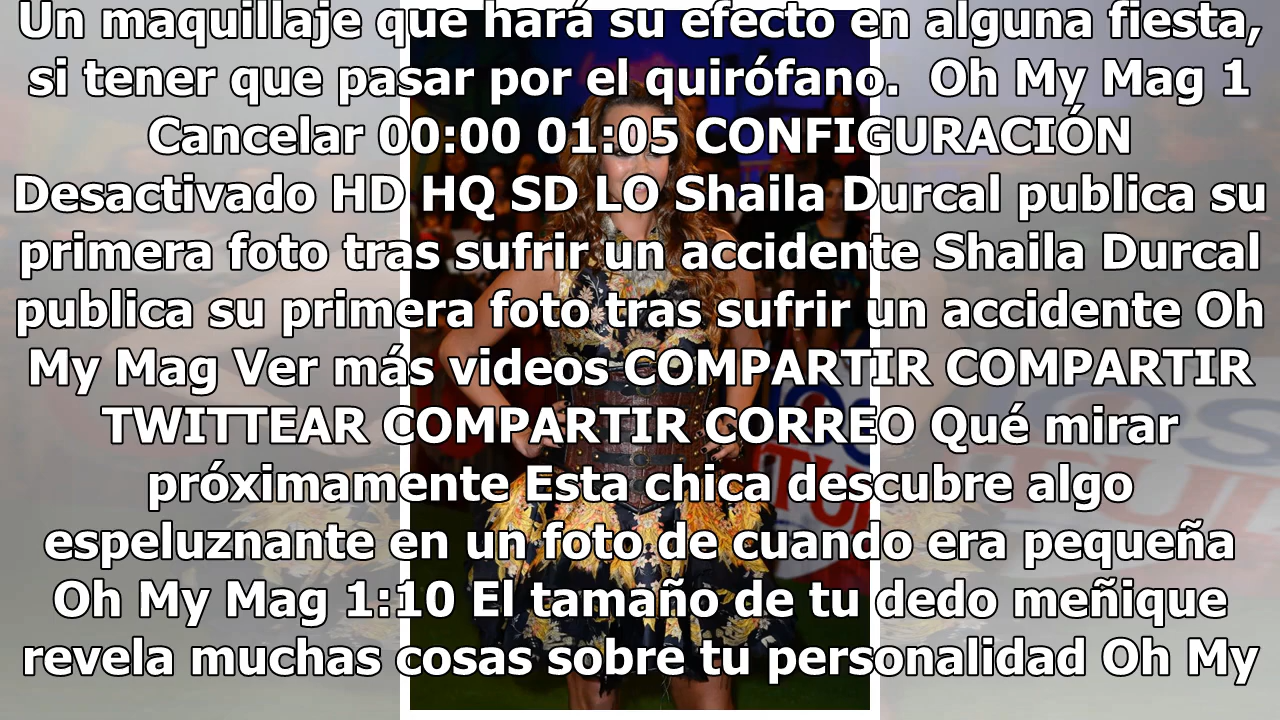 Un maquillaje que hará su efecto en alguna fiesta,
si tener que pasar por el quirófano.  Oh My Mag 1
Cancelar 00:00 01:05 CONFIGURACIÓN
Desactivado HD HQ SD LO Shaila Durcal publica su
primera foto tras sufrir un accidente Shaila Durcal
publica su primera foto tras sufrir un accidente Oh
My Mag Ver más videos COMPARTIR COMPARTIR
TWITTEAR COMPARTIR CORREO Qué mirar
próximamente Esta chica descubre algo
espeluznante en un foto de cuando era pequeña
Oh My Mag 1:10 El tamaño de tu dedo meñique
revela muchas cosas sobre tu personalidad Oh My